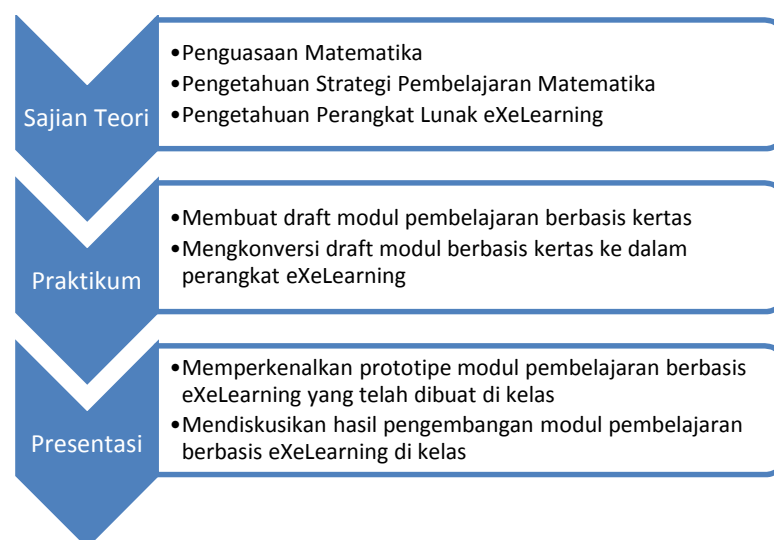 Sajian Teori
•Penguasaan Matematika
•Pengetahuan Strategi Pembelajaran Matematika
•Pengetahuan Perangkat Lunak eXeLearning
Praktikum
•Membuat draft modul pembelajaran berbasis kertas
•Mengkonversi draft modul berbasis kertas ke dalam
perangkat eXeLearning
Presentasi
•Memperkenalkan prototipe modul pembelajaran berbasis
eXeLearning yang telah dibuat di kelas
•Mendiskusikan hasil pengembangan modul pembelajaran
berbasis eXeLearning di kelas